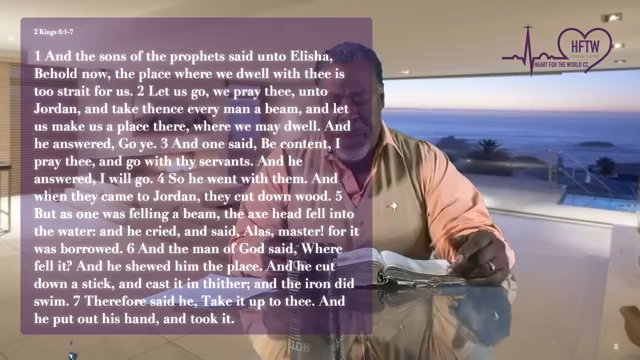 2 Kings 6:1-7
1 And the sons of the prophets said unto Elisha,
Behold now, the place where we dwell with thee is
too strait for us. 2 Let us go, we pray thee, unto
Jordan, and take thence every man a beam, and let
us make us a place there, where we may dwell. And
he answered, Go ye. 3 And one said, Be content, I
pray thee, and go with thy servants. And he
answered, I will go. 4 So he went with them. And
when they came to Jordan, they cut down wood. 5
But as one was felling a beam, the axe head fell into
the water: and he cried, and said, Alas, master! for it
was borrowed. 6 And the man of God said, Where
fell it? And he shewed him the place. And he cut
down a stick, and cast it in thither; and the iron did
swim. 7 Therefore said he, Take it up to thee. And
he put out his hand, and took it.
HFTW
HEART FOR THE WORLD CC